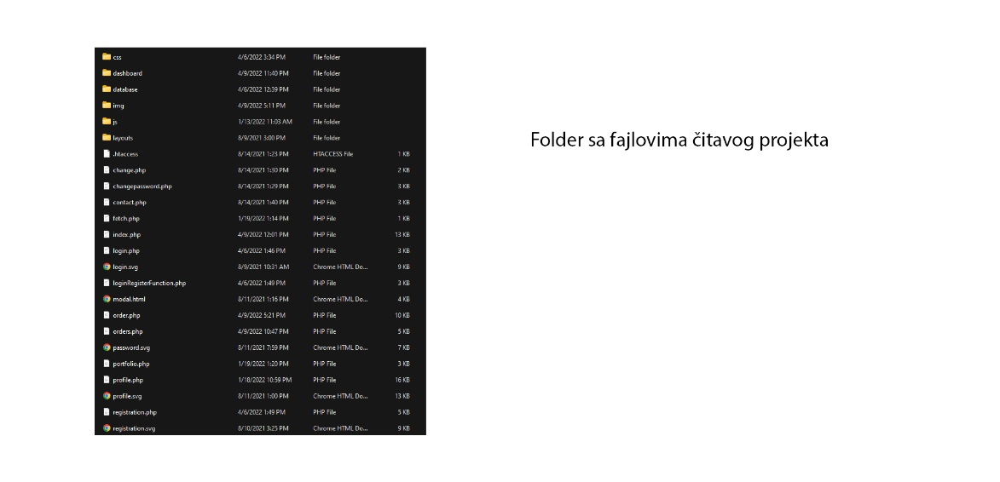 css 4/6/2022 3:34 PM File folder
dashboard 4/9/2022 11:40 PM File folder
database 4/6/2022 12:39 PM File folder
img 4/9/2022 5:11 PM File folder
js 1/13/2022 11:03 AM File folder
layouts 8/9/2021 3:00 PM File folder
.htaccess 8/14/2021 1:23 PM HTACCESS File 1 KB
change.php 8/14/2021 1:30 PM PHP File 2 KB
changepassword.php 8/14/2021 1:29 PM PHP File 3 KB
contact.php 8/14/2021 1:40 PM PHP File 3 KB
fetch.php 1/19/2022 1:14 PM PHP File 1 KB
index.php 4/9/2022 12:01 PM PHP File 13 KB
login.php 4/6/2022 1:46 PM PHP File 3 KB
login.svg 8/9/2021 10:31 AM Chrome HTML Do... 9 KB
loginRegisterFunction.php 4/6/2022 1:49 PM PHP File 3 KB
modal.html 8/11/2021 1:16 PM Chrome HTML Do... 4 KB
order.php 4/9/2022 5:21 PM PHP File 10 KB
orders.php 4/9/2022 10:47 PM PHP File 5 KB
password.svg 8/11/2021 7:59 PM Chrome HTML Do... 7 KB
portfolio.php 1/19/2022 1:20 PM PHP File 3 KB
profile.php 1/18/2022 10:59 PM PHP File 16 KB
profile.svg 8/11/2021 1:00 PM Chrome HTML Do... 13 KB
registration.php 4/6/2022 1:49 PM PHP File 5 KB
registration.svg 8/10/2021 3:25 PM Chrome HTML Do... 9 KB
Folder sa fajlovima čitavog projekta